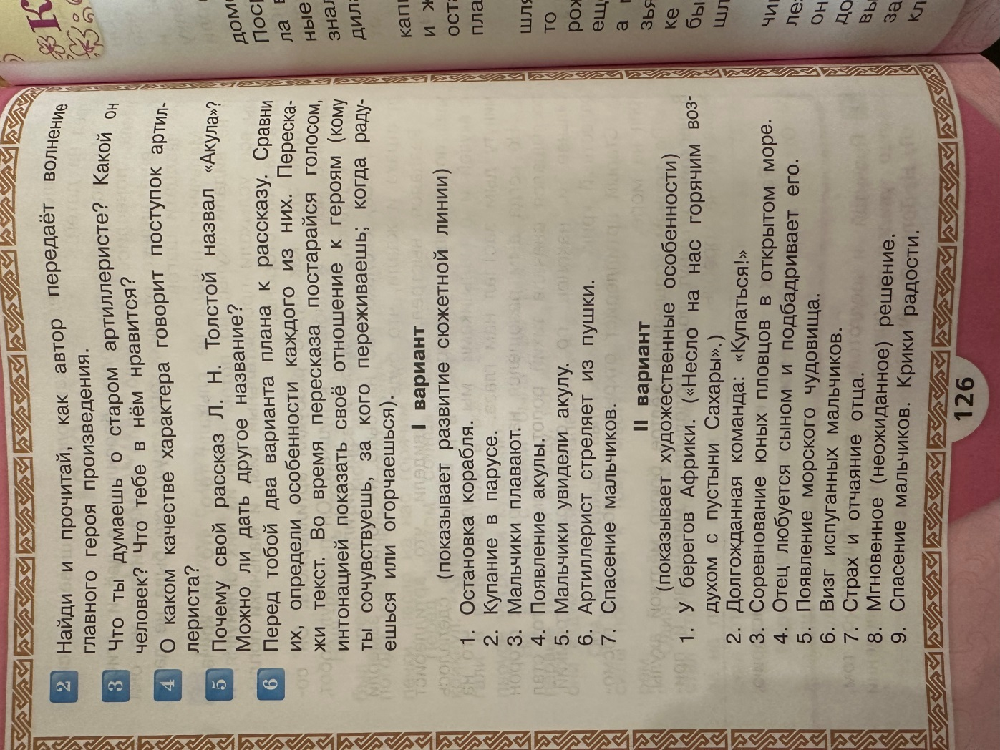 2 Найди и прочитай, как автор передаёт волнение
главного героя произведения.
3 Что ты думаешь о старом артиллеристе? Какой он
человек? Что тебе в нём нравится?
4 О каком качестве характера говорит поступок артил-
лериста?
5 Почему свой рассказ Л. Н. Толстой назвал «Акула»?
Можно ли дать другое название?
6 Перед тобой два варианта плана к рассказу. Сравни
их, определи особенности каждого из них. Переска-
жи текст. Во время пересказа постарайся голосом,
интонацией показать своё отношение к героям (кому
ты сочувствуешь, за кого переживаешь; когда раду-
ешься или огорчаешься).
I вариант
(показывает развитие сюжетной линии)
1. Остановка корабля.
2. Купание в парусе.
3. Мальчики плавают.
4. Появление акулы.
5. Мальчики увидели акулу.
6. Артиллерист стреляет из пушки.
7. Спасение мальчиков.
II вариант
(показывает художественные особенности)
1. У берегов Африки. («Несло на нас горячим воз-
духом с пустыни Сахары».)
2. Долгожданная команда: «Купаться!»
3. Соревнование юных пловцов в открытом море.
4. Отец любуется сыном и подбадривает его.
5. Появление морского чудовища.
6. Визг испуганных мальчиков.
7. Страх и отчаяние отца.
8. Мгновенное (неожиданное) решение.
9. Спасение мальчиков. Крики радости.
126